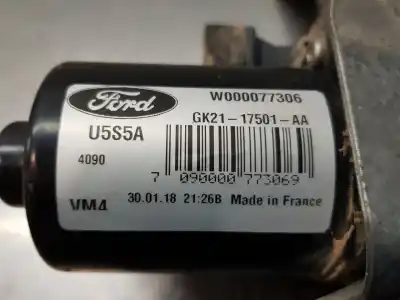 Ford
W000077306
U5S5A
GK21-17501-AA
4090
7 090000 773069
VM4
30.01.18 21:26B Made in France